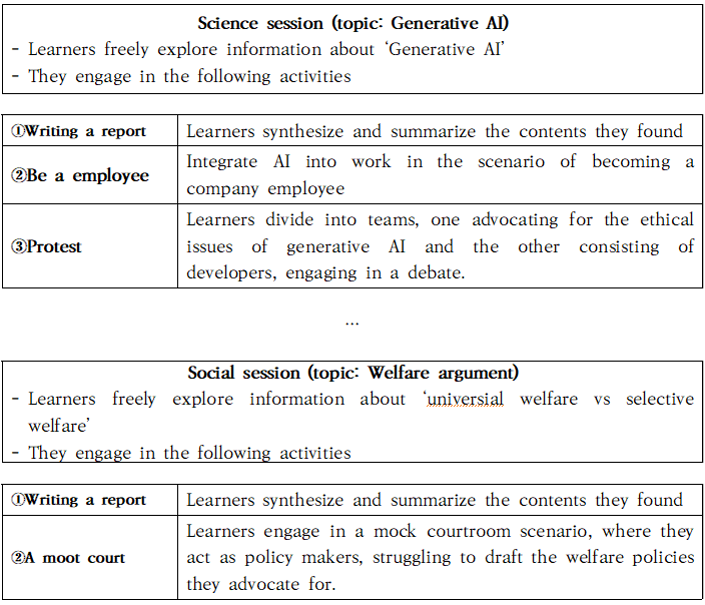 Science session (topic: Generative AI)
- Learners freely explore information about ‘Generative AI’
- They engage in the following activities
①Writing a report
Learners synthesize and summarize the contents they found
②Be a employee
Integrate AI into work in the scenario of becoming a
company employee
③Protest
Learners divide into teams, one advocating for the ethical
issues of generative AI and the other consisting of
developers, engaging in a debate.
...
Social session (topic: Welfare argument)
- Learners freely explore information about ‘universial welfare vs selective
welfare’
- They engage in the following activities
①Writing a report
Learners synthesize and summarize the contents they found
②A moot court
Learners engage in a mock courtroom scenario, where they
act as policy makers, struggling to draft the welfare policies
they advocate for.